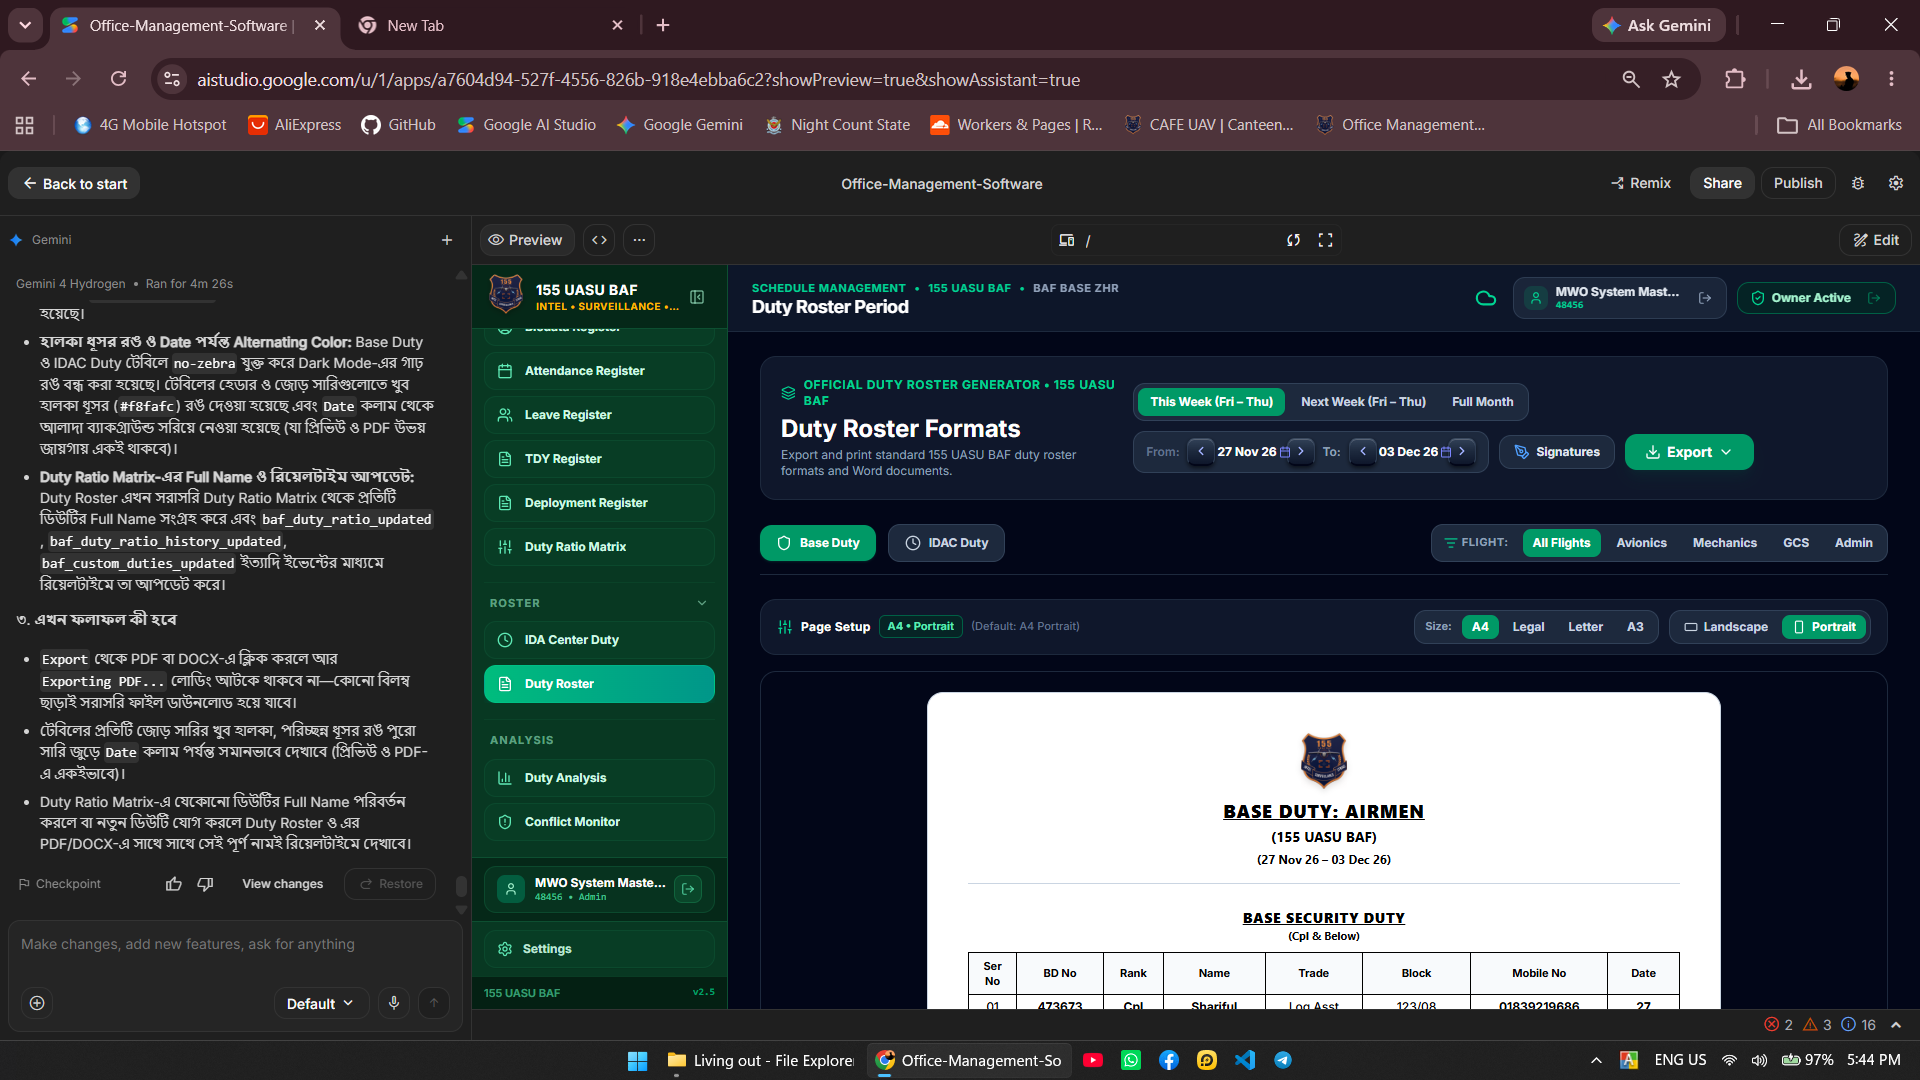 Office-Management-Software |
New Tab
Ask Gemini
aistudio.google.com/u/1/apps/a7604d94-527f-4556-826b-918e4ebba6c2?showPreview=true&showAssistant=true
4G Mobile Hotspot
AliExpress
GitHub
Google AI Studio
Google Gemini
Night Count State
Workers & Pages | R...
CAFE UAV | Canteen...
Office Management...
All Bookmarks
Back to start
Office-Management-Software
Remix
Share
Publish
Gemini
Preview
/
Edit
Gemini 4 Hydrogen • Ran for 4m 26s
হয়েছে।
• হালকা ধূসর রঙ ও Date পর্যন্ত Alternating Color: Base Duty
ও IDAC Duty টেবিলে no-zebra যুক্ত করে Dark Mode-এর গাঢ়
রঙ বন্ধ করা হয়েছে। টেবিলের হেডার ও জোড় সারিগুলোতে খুব
হালকা ধূসর (#f8fafc) রঙ দেওয়া হয়েছে এবং Date কলাম থেকে
আলাদা ব্যাকগ্রাউন্ড সরিয়ে নেওয়া হয়েছে (যা প্রিভিউ ও PDF উভয়
জায়গায় একই থাকবে)।
• Duty Ratio Matrix-এর Full Name ও রিয়েলটাইম আপডেট:
Duty Roster এখন সরাসরি Duty Ratio Matrix থেকে প্রতিটি
ডিউটির Full Name সংগ্রহ করে এবং baf_duty_ratio_updated
, baf_duty_ratio_history_updated,
baf_custom_duties_updated ইত্যাদি ইভেন্টের মাধ্যমে
রিয়েলটাইমে তা আপডেট করে।
৩. এখন ফলাফল কী হবে
• Export থেকে PDF বা DOCX-এ ক্লিক করলে আর
Exporting PDF... লোডিং আটকে থাকবে না—কোনো বিলম্ব
ছাড়াই সরাসরি ফাইল ডাউনলোড হয়ে যাবে।
• টেবিলের প্রতিটি জোড় সারির খুব হালকা, পরিচ্ছন্ন ধূসর রঙ পুরো
সারি জুড়ে Date কলাম পর্যন্ত সমানভাবে দেখাবে (প্রিভিউ ও PDF-
এ একইভাবে)।
• Duty Ratio Matrix-এ যেকোনো ডিউটির Full Name পরিবর্তন
করলে বা নতুন ডিউটি যোগ করলে Duty Roster ও এর
PDF/DOCX-এ সাথে সাথে সেই পূর্ণ নামই রিয়েলটাইমে দেখাবে।
Checkpoint
View changes
Restore
Make changes, add new features, ask for anything
Default
155 UASU BAF
INTEL • SURVEILLANCE •...
Biodata Register
Attendance Register
Leave Register
TDY Register
Deployment Register
Duty Ratio Matrix
ROSTER
IDA Center Duty
Duty Roster
ANALYSIS
Duty Analysis
Conflict Monitor
MWO System Maste...
48456 • Admin
Settings
155 UASU BAF
v2.5
SCHEDULE MANAGEMENT • 155 UASU BAF • BAF BASE ZHR
Duty Roster Period
MWO System Mast...
48456
Owner Active
OFFICIAL DUTY ROSTER GENERATOR • 155 UASU
BAF
Duty Roster Formats
Export and print standard 155 UASU BAF duty roster
formats and Word documents.
This Week (Fri – Thu)
Next Week (Fri – Thu)
Full Month
From:
27 Nov 26
To:
03 Dec 26
Signatures
Export
Base Duty
IDAC Duty
FLIGHT:
All Flights
Avionics
Mechanics
GCS
Admin
Page Setup
A4 • Portrait
(Default: A4 Portrait)
Size:
A4
Legal
Letter
A3
Landscape
Portrait
155
BASE DUTY: AIRMEN
(155 UASU BAF)
(27 Nov 26 – 03 Dec 26)
BASE SECURITY DUTY
(Cpl & Below)
Ser No BD No Rank Name Trade Block Mobile No Date
01 473673 Cpl Shariful Log Asst 123/08 01839219686 27
2 3 16
Living out - File Explorer
Office-Management-So
ENG US
97%
5:44 PM